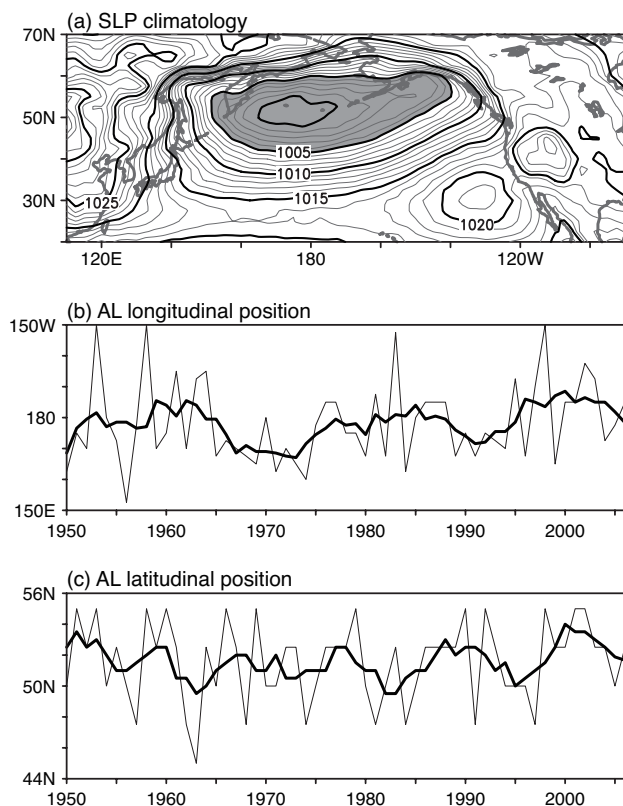 (a) SLP climatology
70N
50N
1005
1010
30N
1025
1015
1020
120E
180
120W
(b) AL longitudinal position
150W
180
150E
1950
1960
1970
1980
1990
2000
(c) AL latitudinal position
56N
50N
44N
1950
1960
1970
1980
1990
2000